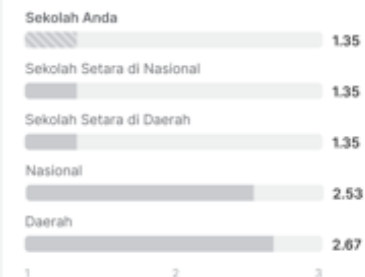 Sekolah Anda
1.35
Sekolah Setara di Nasional
1.35
Sekolah Setara di Daerah
1.35
Nasional
2.53
Daerah
2.67
1 2 3